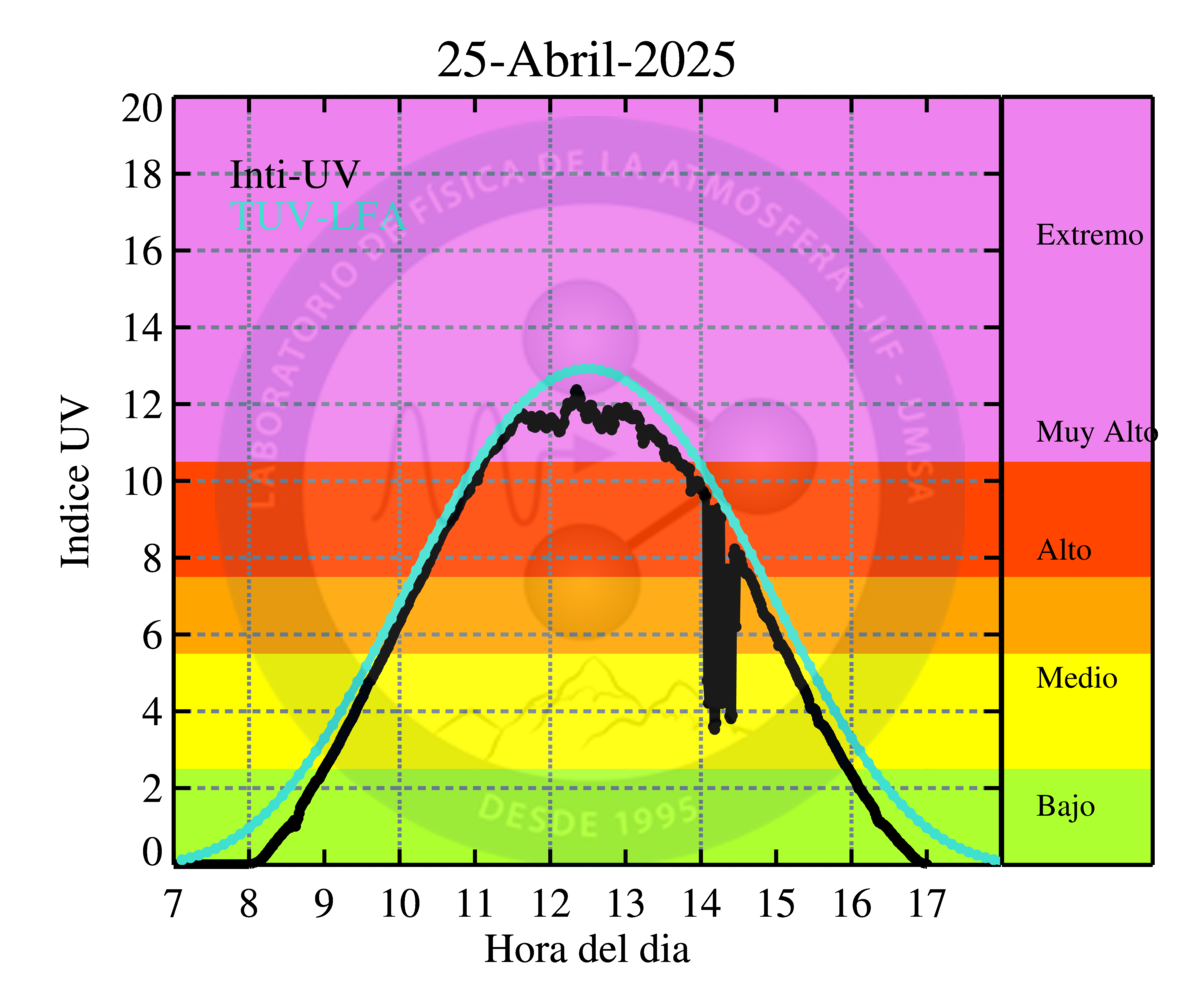 25-Abril-2025
20
18
16
14
12
10
8
6
4
2
0
Indice UV
Inti-UV
TUV-LFA
LABORATORIO DE FÍSICA DE LA ATMÓSFERA - IIF - UMSA
DESDE 1995
Extremo
Muy Alto
Alto
Medio
Bajo
7 8 9 10 11 12 13 14 15 16 17
Hora del dia